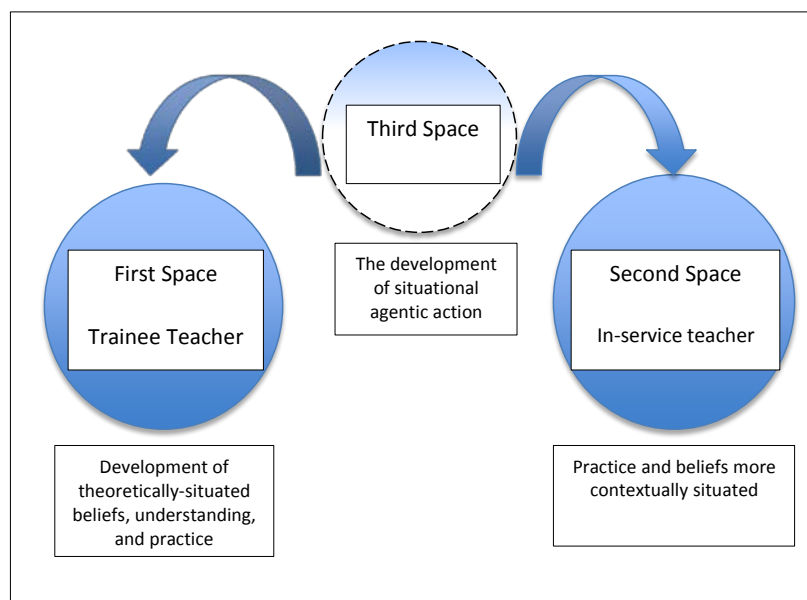 Third Space
The development
of situational
agentic action
First Space
Trainee Teacher
Development of
theoretically-situated
beliefs, understanding,
and practice
Second Space
In-service teacher
Practice and beliefs more
contextually situated